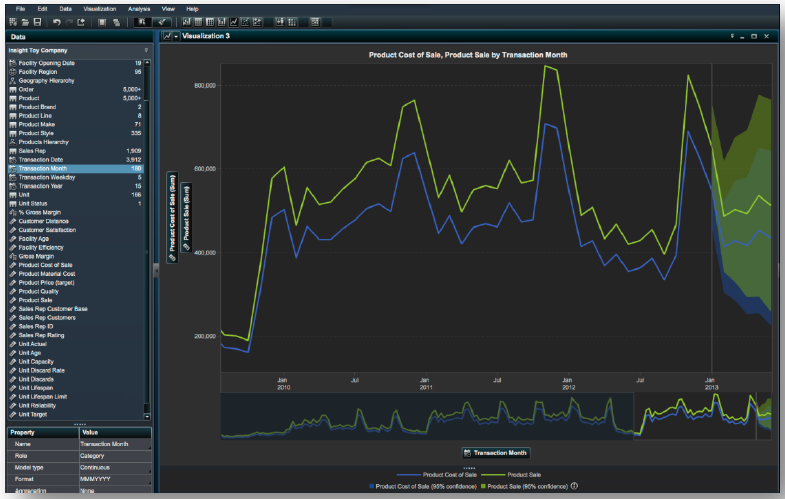 File Edit Data Visualization Analysis View Help
Data
Visualization 3
Insight Toy Company
Facility Opening Date 19
Facility Region 95
Geography Hierarchy
Order 5,000+
Product 5,000+
Product Brand 2
Product Line 8
Product Make 71
Product Style 335
Products Hierarchy
Sales Rep 1,909
Transaction Date 3,912
Transaction Month 180
Transaction Weekday 5
Transaction Year 15
Unit 166
Unit Status 1
% Gross Margin
Customer Distance
Customer Satisfaction
Facility Age
Facility Efficiency
Gross Margin
Product Cost of Sale
Product Material Cost
Product Price (target)
Product Quality
Product Sale
Sales Rep Customer Base
Sales Rep Customers
Sales Rep ID
Sales Rep Rating
Unit Actual
Unit Age
Unit Capacity
Unit Discard Rate
Unit Discards
Unit Lifespan
Unit Lifespan Limit
Unit Reliability
Unit Target
Property Value
Name Transaction Month
Role Category
Model type Continuous
Format MMMYYYY
Aggregation None
Product Cost of Sale, Product Sale by Transaction Month
Product Cost of Sale (Sum)
Product Sale (Sum)
800,000
600,000
400,000
200,000
Jan Jul Jan Jul Jan Jul Jan
2010 2011 2012 2013
Transaction Month
Product Cost of Sale Product Sale
Product Cost of Sale (95% confidence) Product Sale (95% confidence)